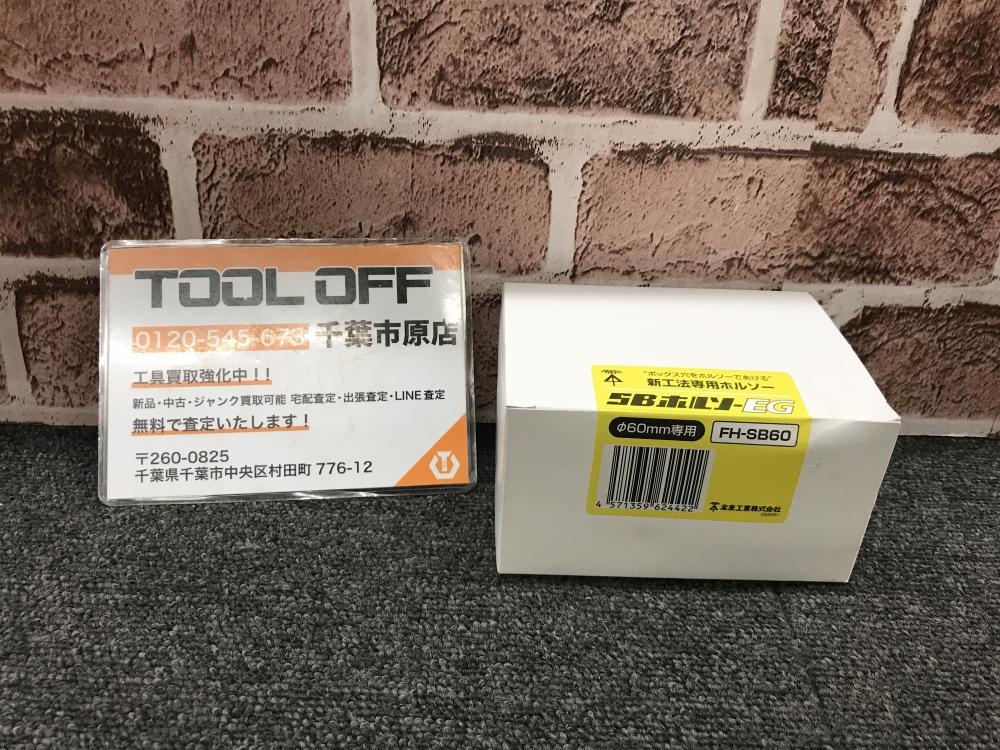 TOOL OFF
0120-545-673 千葉市原店
工具買取強化中！！
新品・中古・ジャンク買取可能 宅配査定・出張査定・LINE査定
無料で査定いたします！
〒260-0825
千葉県千葉市中央区村田町 776-12
"ボックス穴をホルソーであける"
新工法専用ホルソー
SBホルソーEG
φ60mm専用
FH-SB60
4 571359 624422
未来工業株式会社